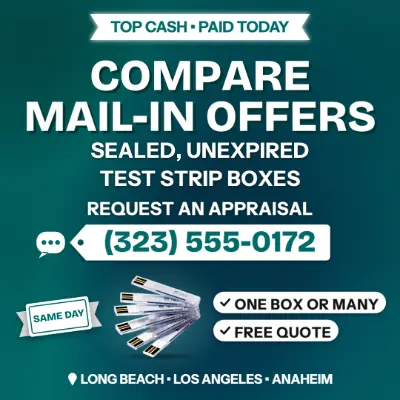 TOP CASH • PAID TODAY
COMPARE
MAIL-IN OFFERS
SEALED, UNEXPIRED
TEST STRIP BOXES
REQUEST AN APPRAISAL
(323) 555-0172
SAME DAY
ONE BOX OR MANY
FREE QUOTE
LONG BEACH • LOS ANGELES • ANAHEIM